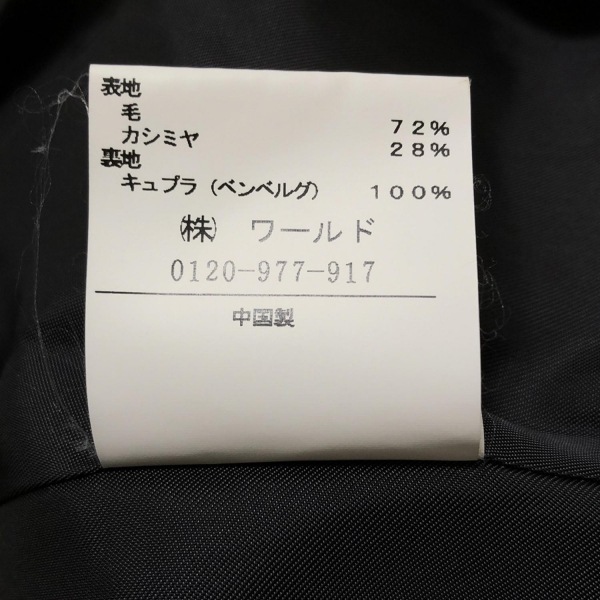 表地
毛 72%
カシミヤ 28%
裏地
キュプラ(ベンベルグ) 100%
㈱ ワールド
0120-977-917
中国製